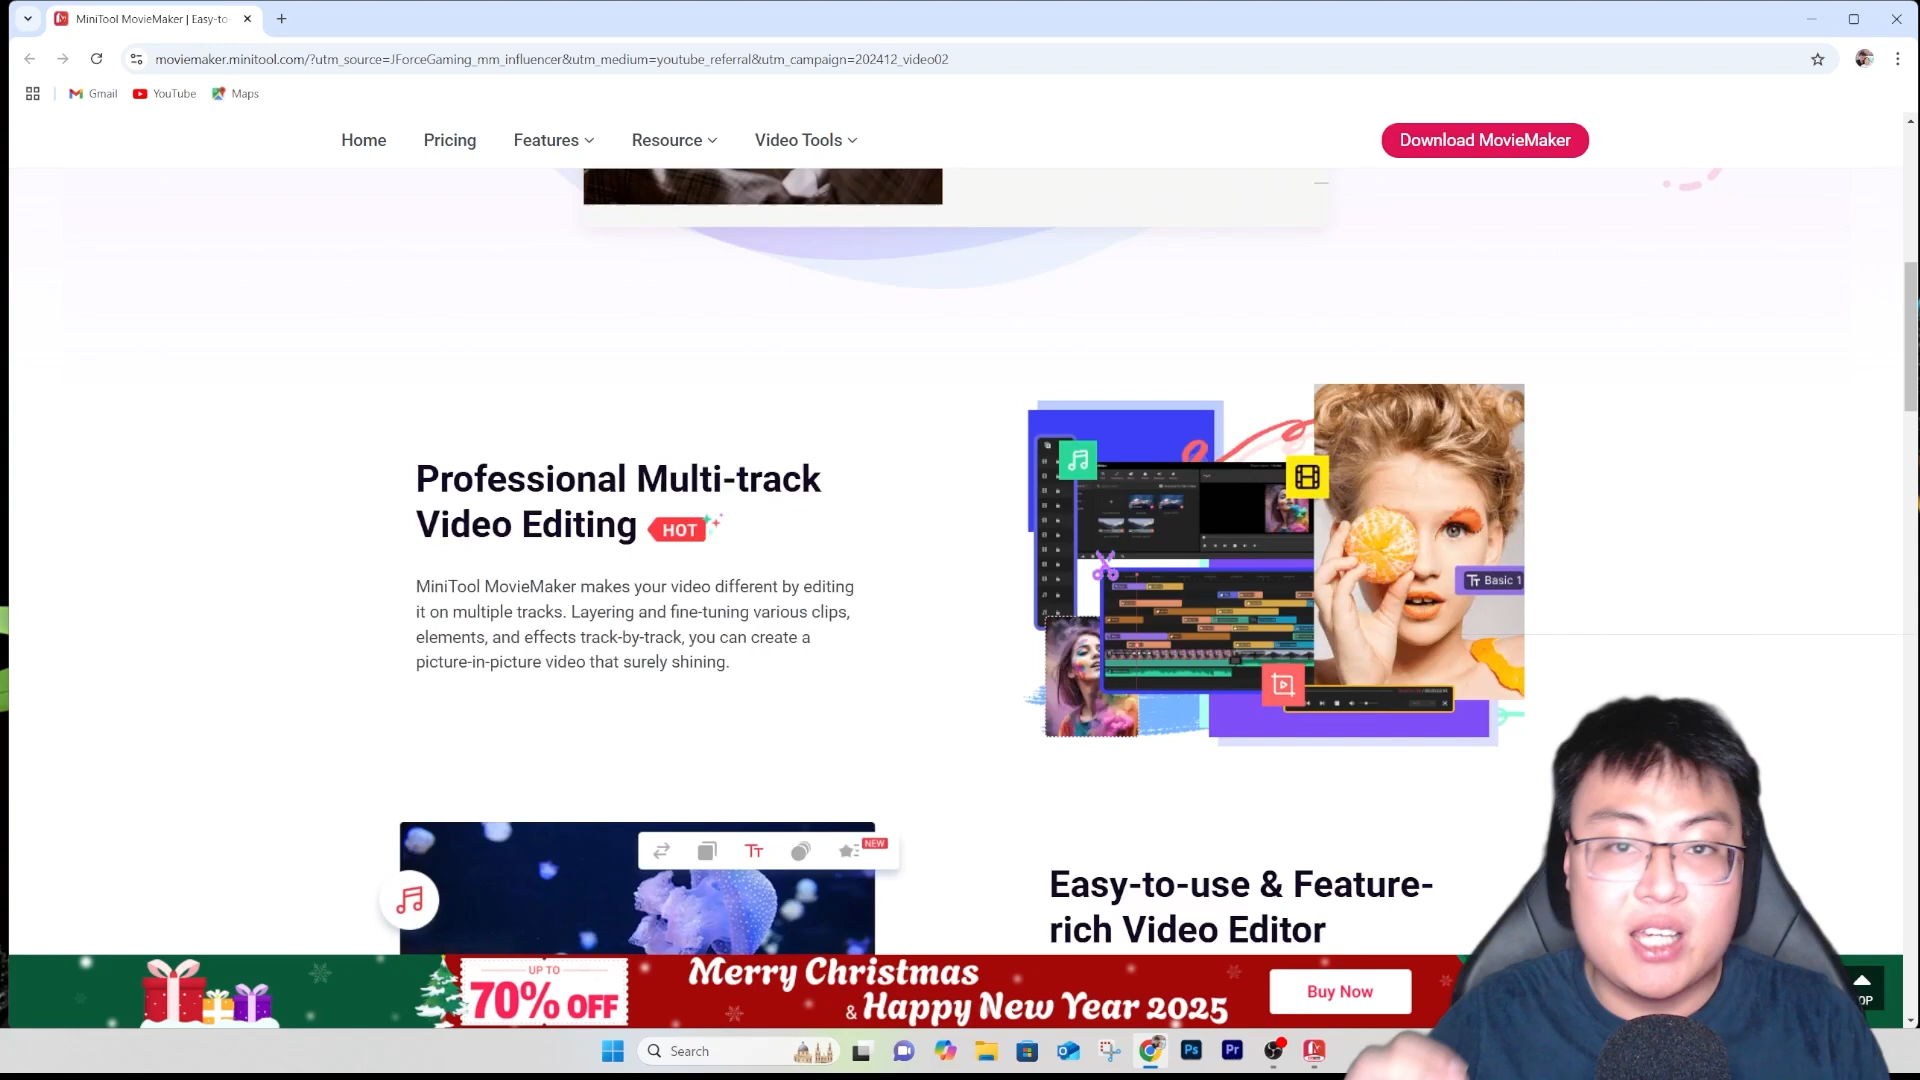 MiniTool MovieMaker | Easy-to
moviemaker.minitool.com/?utm_source=JForceGaming_mm_influencer&utm_medium=youtube_referral&utm_campaign=202412_video02
Gmail YouTube Maps
Home Pricing Features Resource Video Tools Download MovieMaker
Professional Multi-track
Video Editing HOT
MiniTool MovieMaker makes your video different by editing
it on multiple tracks. Layering and fine-tuning various clips,
elements, and effects track-by-track, you can create a
picture-in-picture video that surely shining.
Tr Basic 1
TT NEW
Easy-to-use & Feature-
rich Video Editor
UP TO
70% OFF
Merry Christmas
& Happy New Year 2025
Buy Now
Search
Ps Pr